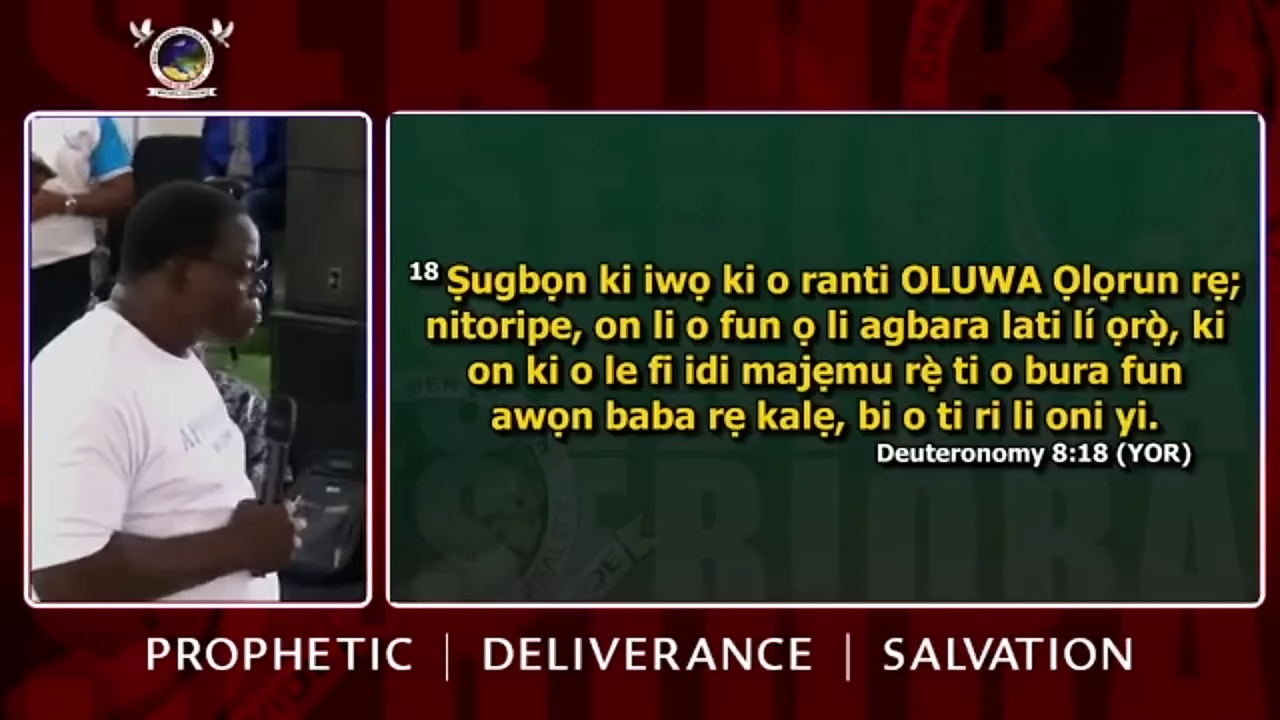 18 Ṣugbọn ki iwọ ki o ranti OLUWA Ọlọrun rẹ;
nitoripe, on li o fun ọ li agbara lati lí ọrọ̀, ki
on ki o le fi idi majẹmu rẹ̀ ti o bura fun
awọn baba rẹ kalẹ, bi o ti ri li oni yi.
Deuteronomy 8:18 (YOR)
PROPHETIC | DELIVERANCE | SALVATION